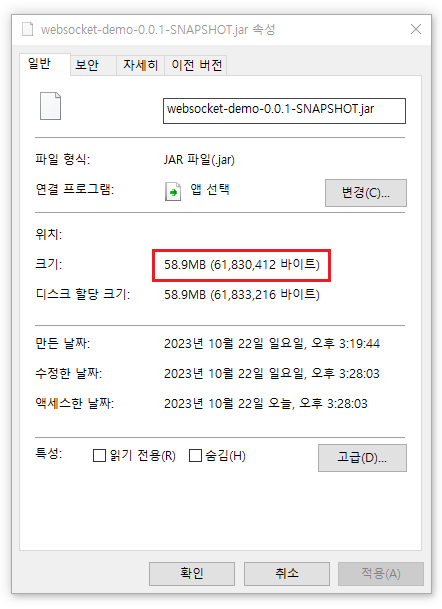 websocket-demo-0.0.1-SNAPSHOT.jar 속성
일반 보안 자세히 이전 버전
websocket-demo-0.0.1-SNAPSHOT.jar
파일 형식: JAR 파일(.jar)
연결 프로그램: 앱 선택 변경(C)...
위치:
크기: 58.9MB (61,830,412 바이트)
디스크 할당 크기: 58.9MB (61,833,216 바이트)
만든 날짜: 2023년 10월 22일 일요일, 오후 3:19:44
수정한 날짜: 2023년 10월 22일 일요일, 오후 3:28:03
액세스한 날짜: 2023년 10월 22일 오늘, 오후 3:28:03
특성: 읽기 전용(R) 숨김(H) 고급(D)...
확인 취소 적용(A)